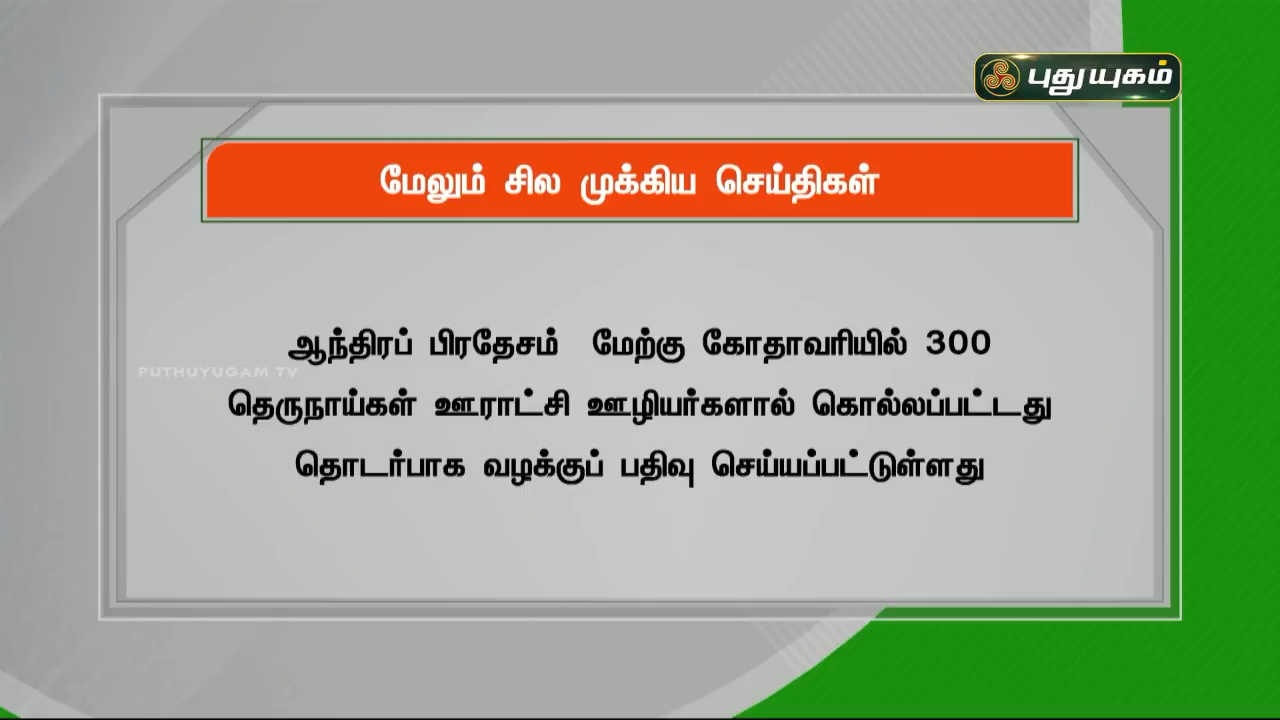 புதுயுகம்
மேலும் சில முக்கிய செய்திகள்
ஆந்திரப் பிரதேசம் மேற்கு கோதாவரியில் 300
PUTHUYUGAM TV
தெருநாய்கள் ஊராட்சி ஊழியர்களால் கொல்லப்பட்டது
தொடர்பாக வழக்குப் பதிவு செய்யப்பட்டுள்ளது